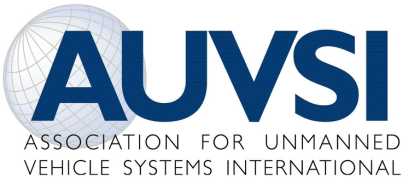 AUVSI
ASSOCIATION FOR UNMANNED
VEHICLE SYSTEMS INTERNATIONAL